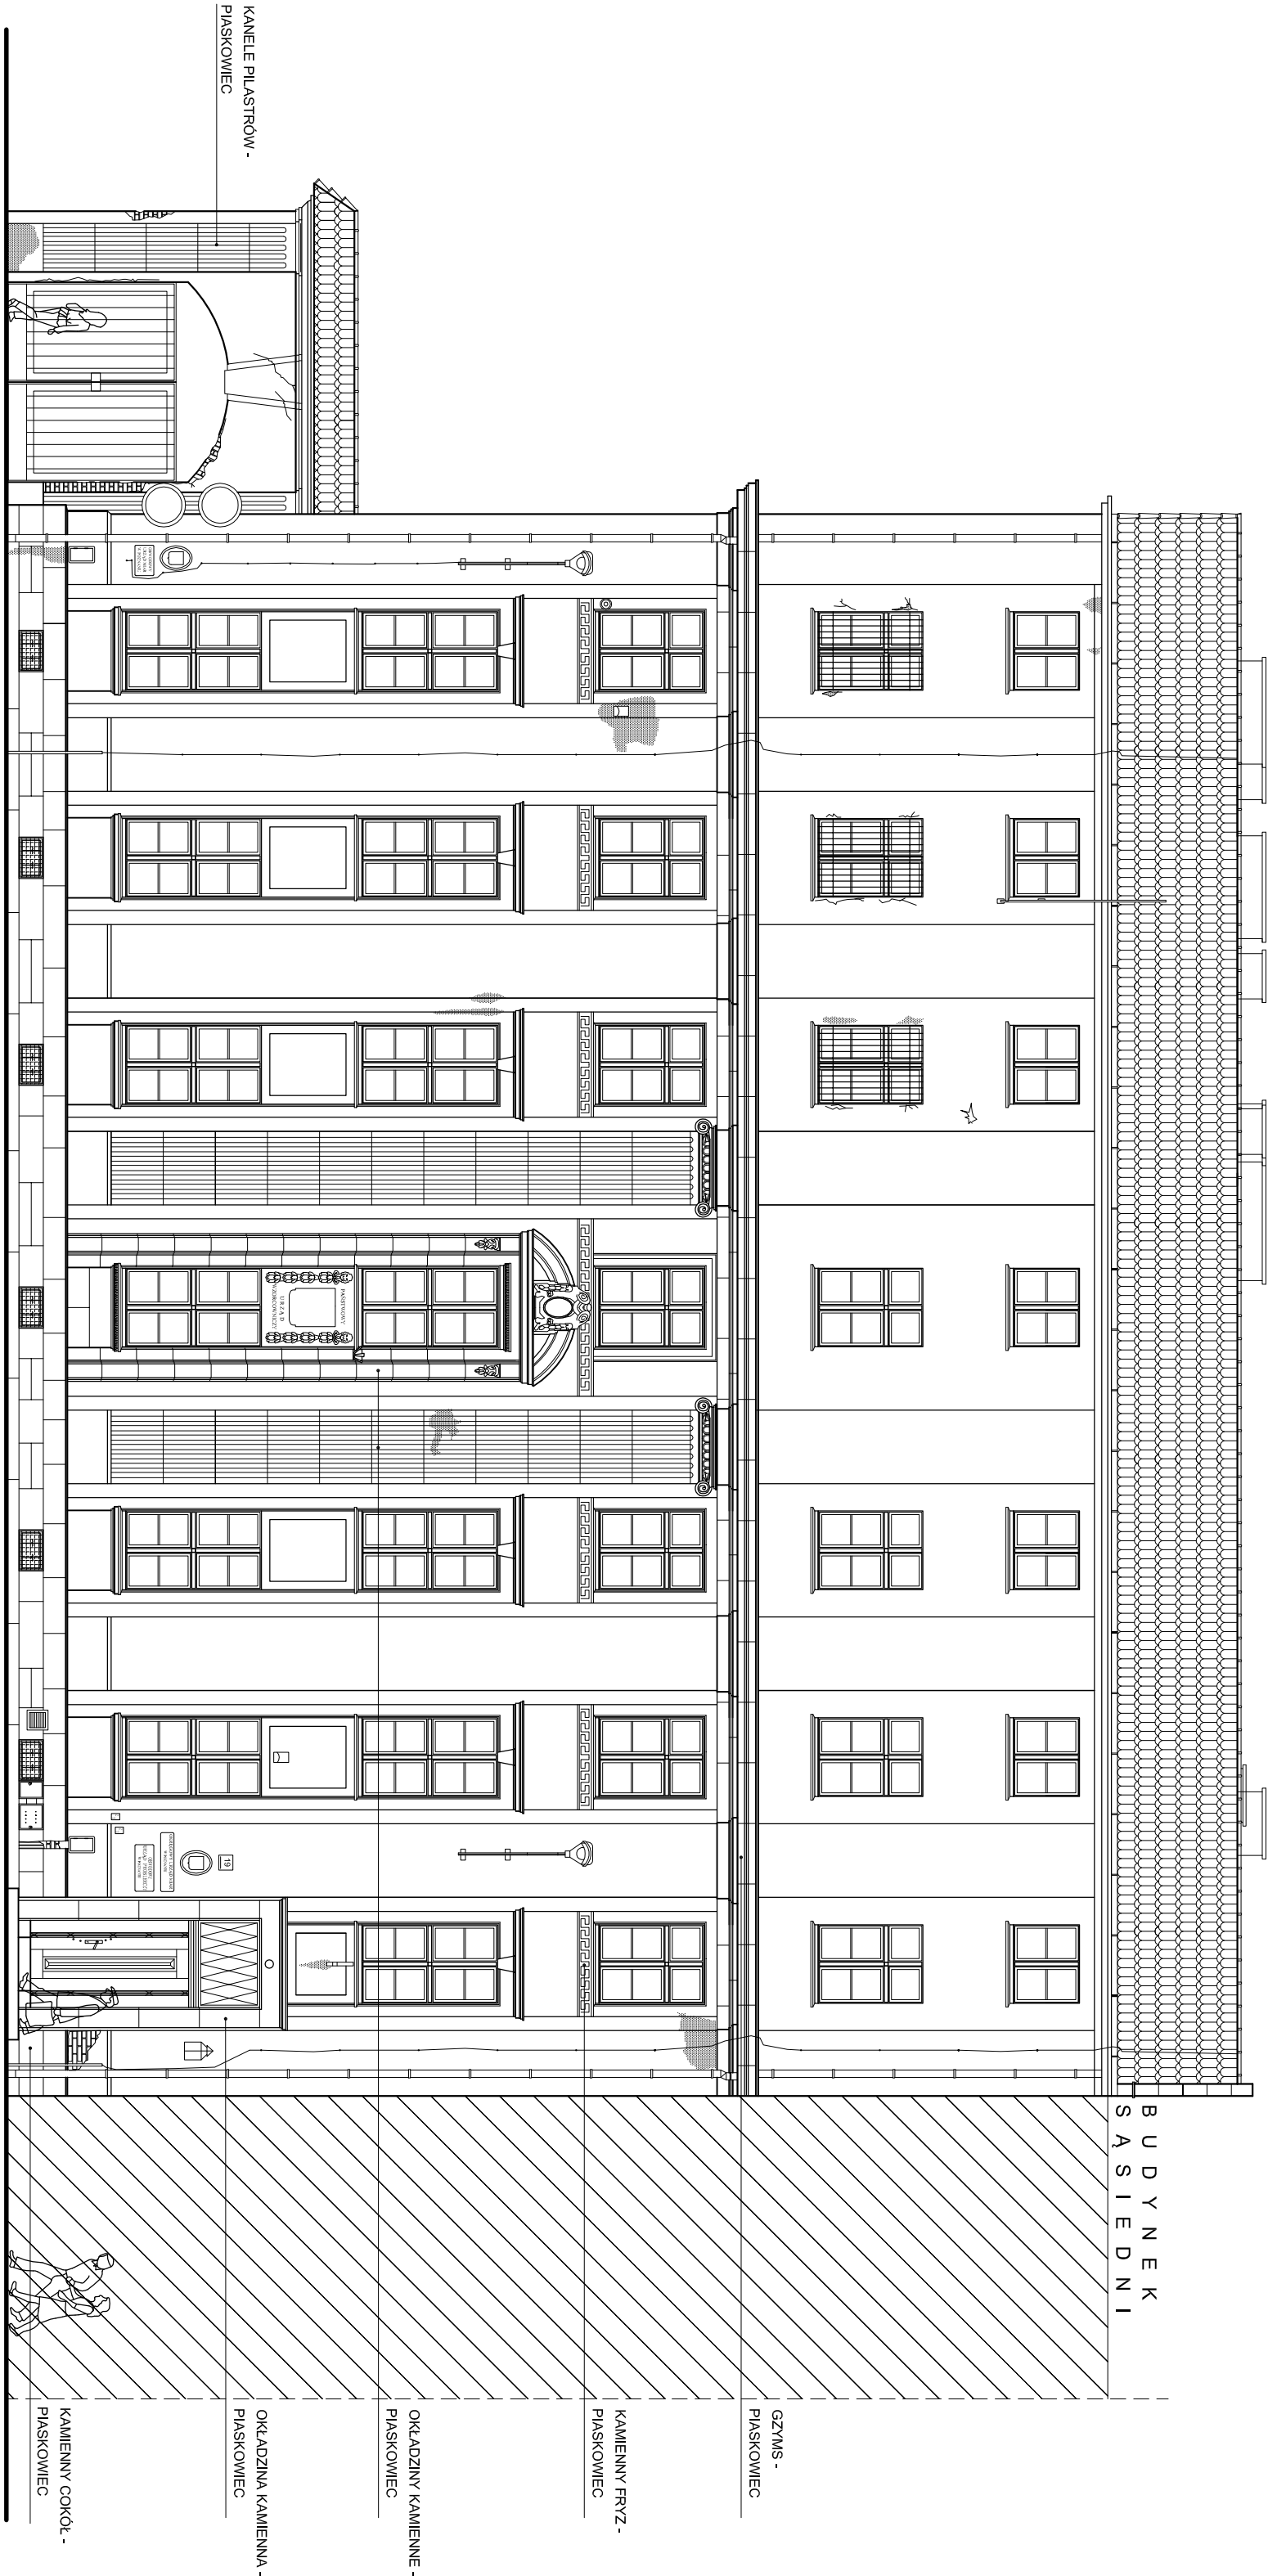 KANELE PILASTRÓW -
PIASKOWIEC
BUDYNEK
SĄSIEDNI
GZYMS -
PIASKOWIEC
KAMIENNY FRYZ -
PIASKOWIEC
OKŁADZINY KAMIENNE -
PIASKOWIEC
OKŁADZINA KAMIENNA -
PIASKOWIEC
KAMIENNY COKÓŁ -
PIASKOWIEC
PAŃSTWOWY
URZĄD
19